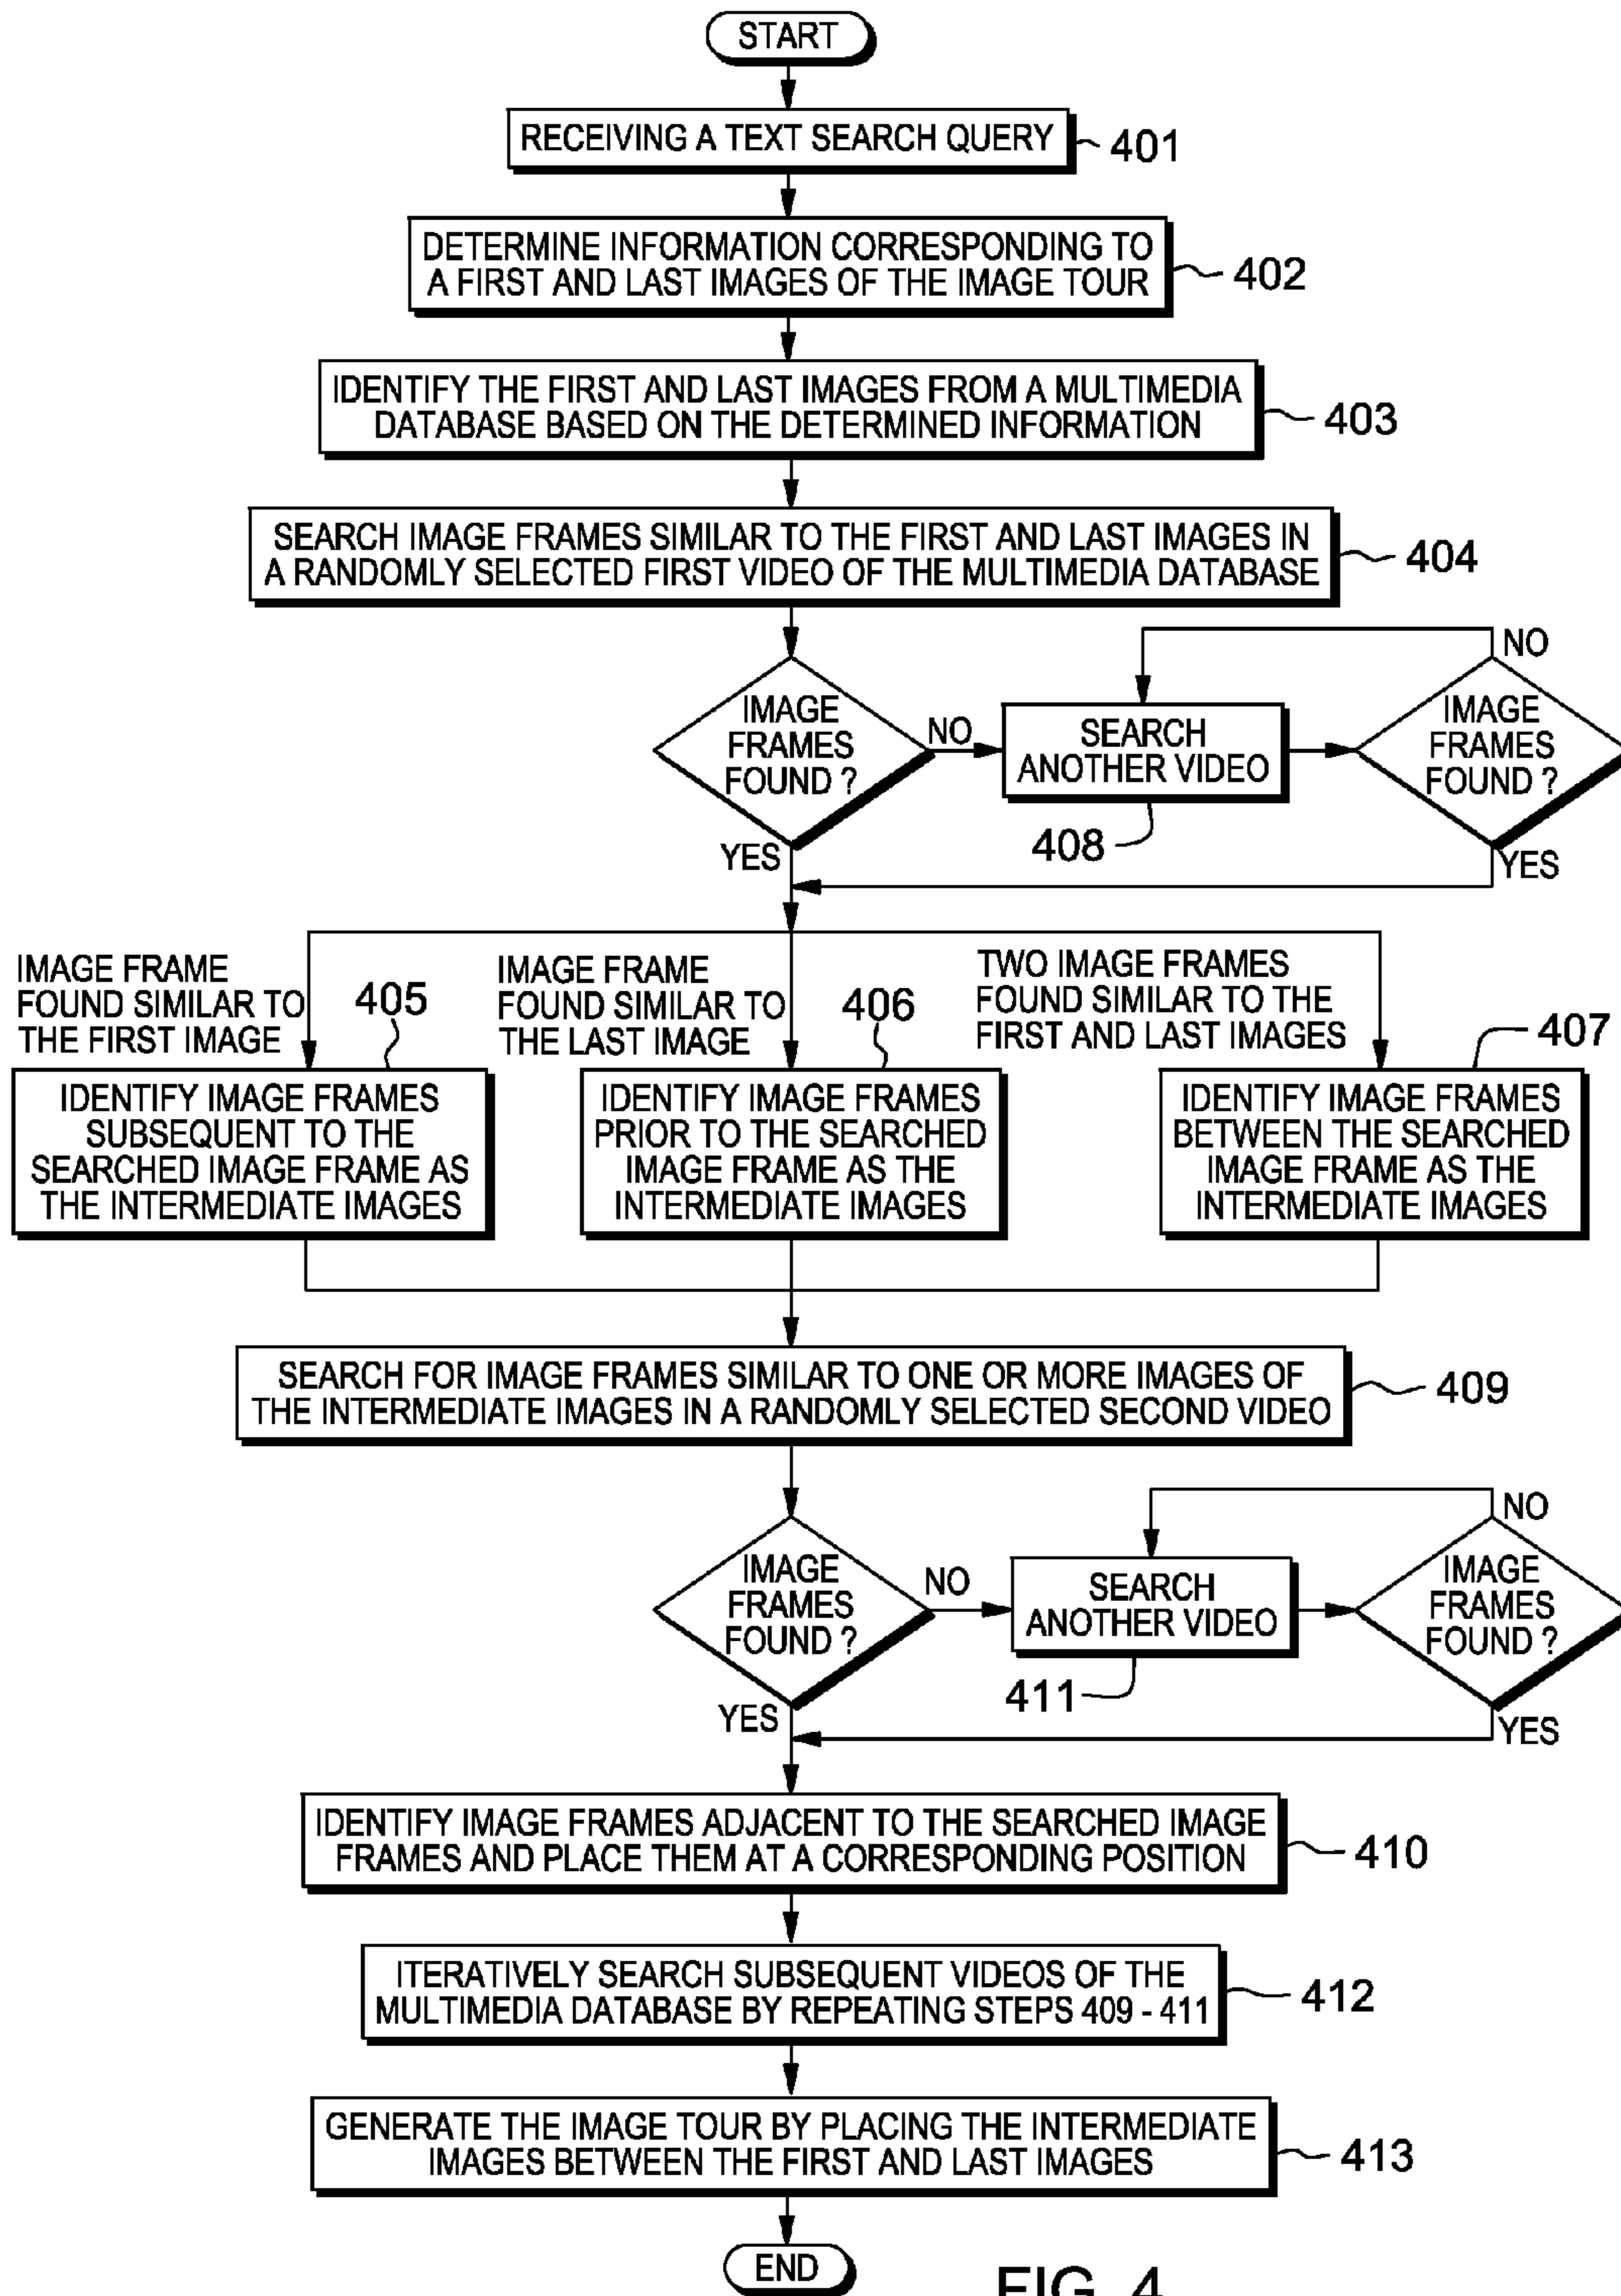 START
RECEIVING A TEXT SEARCH QUERY
401
DETERMINE INFORMATION CORRESPONDING TO
A FIRST AND LAST IMAGES OF THE IMAGE TOUR
402
IDENTIFY THE FIRST AND LAST IMAGES FROM A MULTIMEDIA
DATABASE BASED ON THE DETERMINED INFORMATION
403
SEARCH IMAGE FRAMES SIMILAR TO THE FIRST AND LAST IMAGES IN
A RANDOMLY SELECTED FIRST VIDEO OF THE MULTIMEDIA DATABASE
404
IMAGE
FRAMES
FOUND ?
NO
YES
SEARCH
ANOTHER VIDEO
408
IMAGE
FRAMES
FOUND ?
NO
YES
IMAGE FRAME
FOUND SIMILAR TO
THE FIRST IMAGE
405
IDENTIFY IMAGE FRAMES
SUBSEQUENT TO THE
SEARCHED IMAGE FRAME AS
THE INTERMEDIATE IMAGES
IMAGE FRAME
FOUND SIMILAR TO
THE LAST IMAGE
406
IDENTIFY IMAGE FRAMES
PRIOR TO THE SEARCHED
IMAGE FRAME AS THE
INTERMEDIATE IMAGES
TWO IMAGE FRAMES
FOUND SIMILAR TO THE
FIRST AND LAST IMAGES
407
IDENTIFY IMAGE FRAMES
BETWEEN THE SEARCHED
IMAGE FRAME AS THE
INTERMEDIATE IMAGES
SEARCH FOR IMAGE FRAMES SIMILAR TO ONE OR MORE IMAGES OF
THE INTERMEDIATE IMAGES IN A RANDOMLY SELECTED SECOND VIDEO
409
IMAGE
FRAMES
FOUND ?
NO
YES
SEARCH
ANOTHER VIDEO
411
IMAGE
FRAMES
FOUND ?
NO
YES
IDENTIFY IMAGE FRAMES ADJACENT TO THE SEARCHED IMAGE
FRAMES AND PLACE THEM AT A CORRESPONDING POSITION
410
ITERATIVELY SEARCH SUBSEQUENT VIDEOS OF THE
MULTIMEDIA DATABASE BY REPEATING STEPS 409 - 411
412
GENERATE THE IMAGE TOUR BY PLACING THE INTERMEDIATE
IMAGES BETWEEN THE FIRST AND LAST IMAGES
413
END
FIG. 4